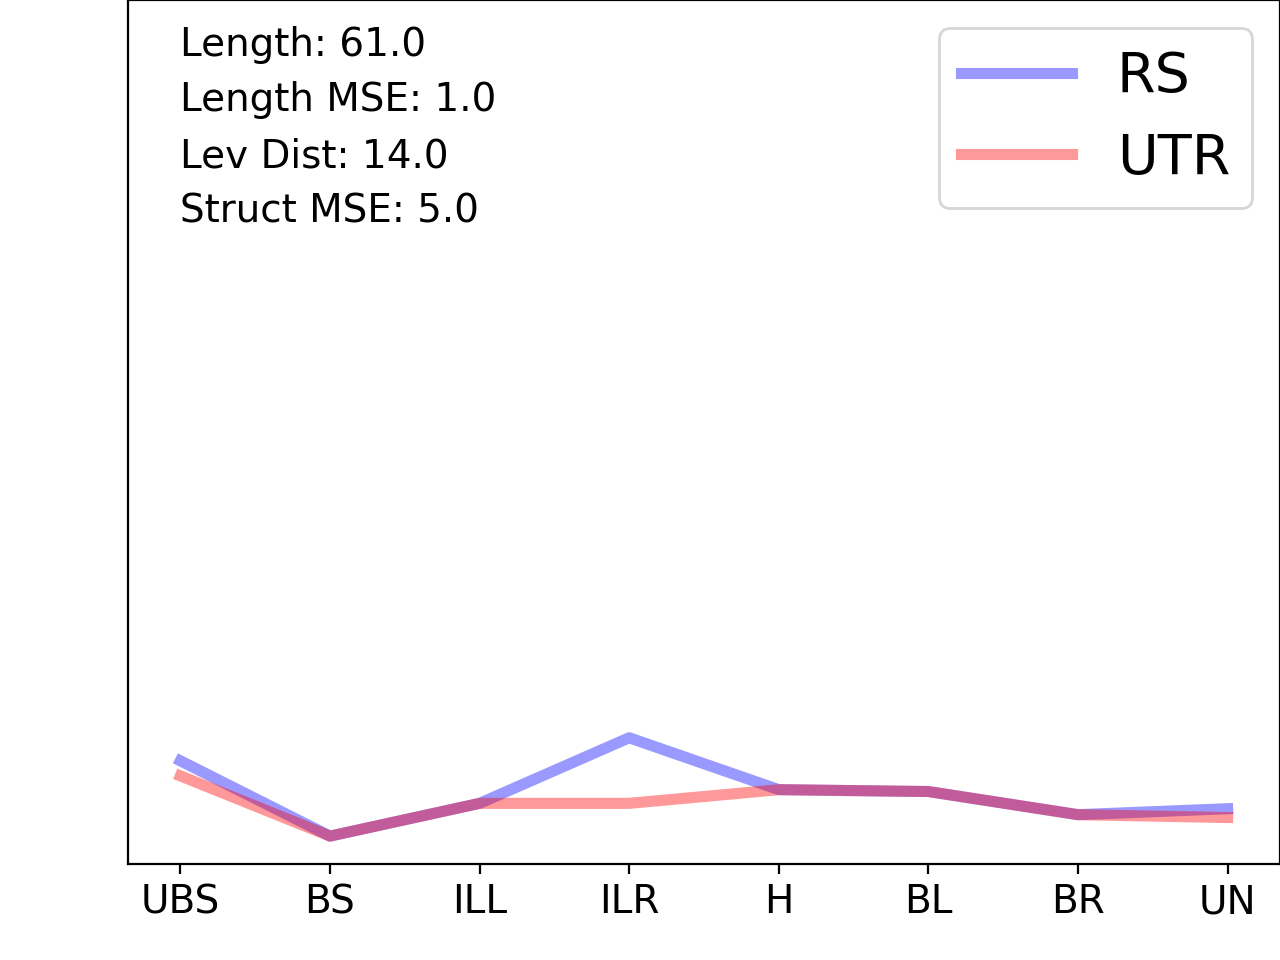 Length: 61.0
Length MSE: 1.0
Lev Dist: 14.0
Struct MSE: 5.0
RS
UTR
UBS BS ILL ILR H BL BR UN